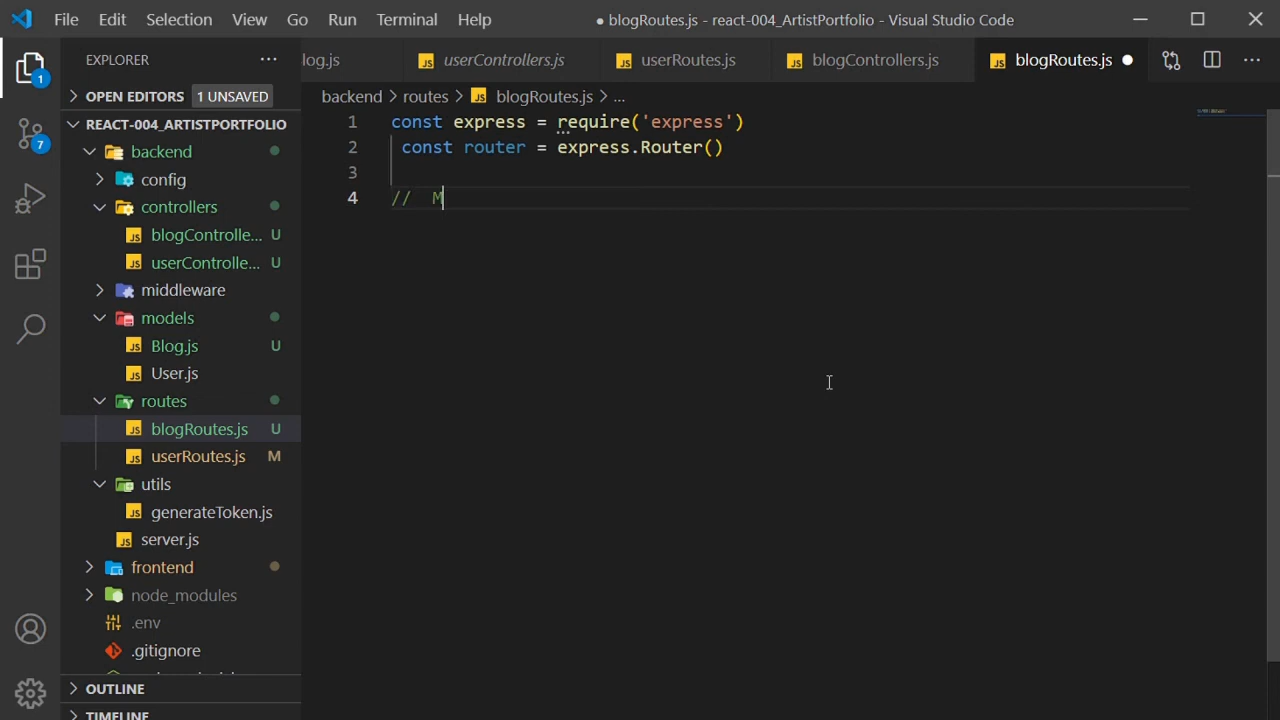 File Edit Selection View Go Run Terminal Help ● blogRoutes.js - react-004_ArtistPortfolio - Visual Studio Code
EXPLORER ...
log.js userControllers.js userRoutes.js blogControllers.js blogRoutes.js ...
OPEN EDITORS 1 UNSAVED
backend > routes > blogRoutes.js > ...
REACT-004_ARTISTPORTFOLIO
backend
config
controllers
blogControlle... U
userControlle... U
middleware
models
Blog.js U
User.js
routes
blogRoutes.js U
userRoutes.js M
utils
generateToken.js
server.js
frontend
node_modules
.env
.gitignore
OUTLINE
TIMELINE
1
7
1 const express = require('express')
2 const router = express.Router()
3
4 // M